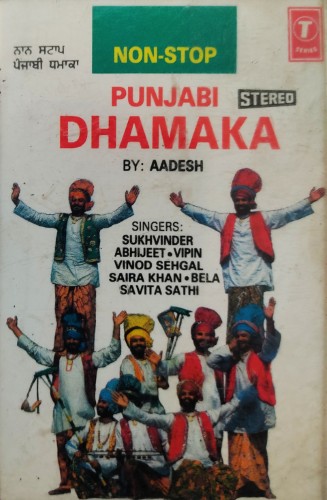 ਨਾਨ ਸਟਾਪ
ਪੰਜਾਬੀ ਧਮਾਕਾ
NON-STOP
T
SERIES
PUNJABI STEREO
DHAMAKA
BY: AADESH
SINGERS:
SUKHVINDER
ABHIJEET • VIPIN
VINOD SEHGAL
SAIRA KHAN • BELA
SAVITA SATHI